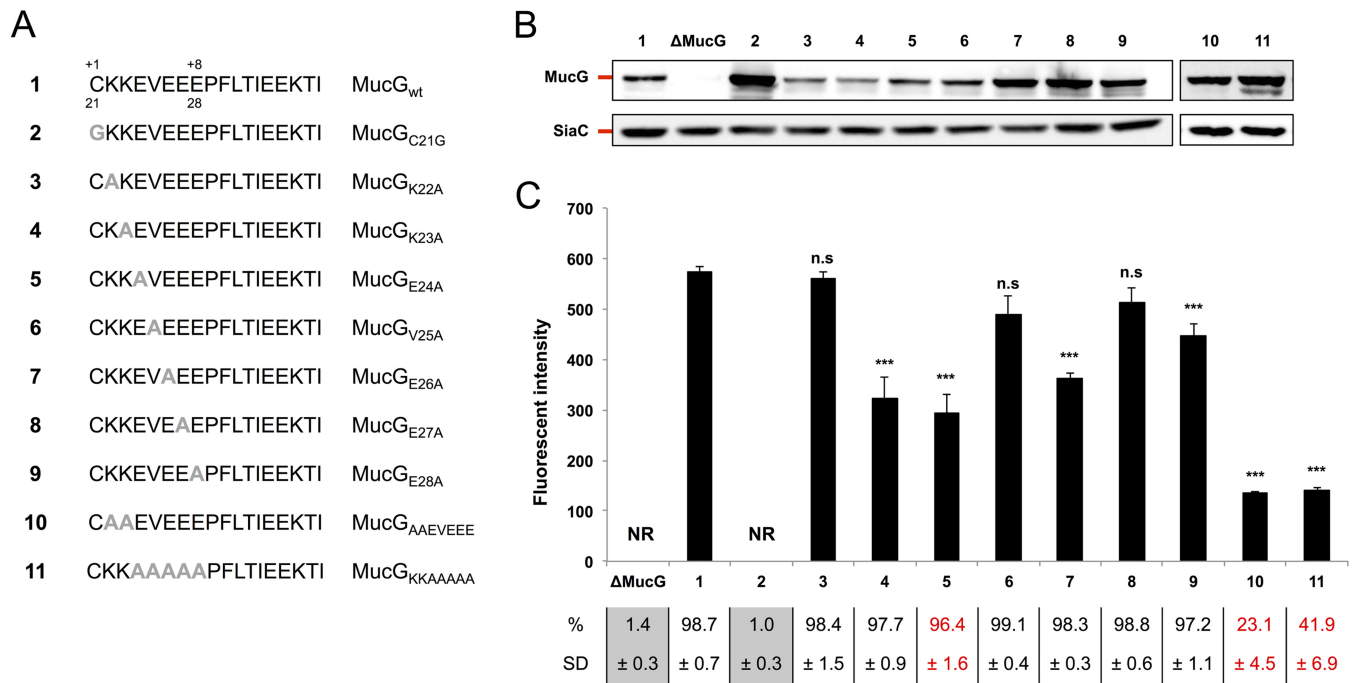 A
+1 +8
1 CKKEVEEEPFLTIEEKTI MucGwt
21 28
2 GKKEVEEEPFLTIEEKTI MucGC21G
3 CAKEVEEEPFLTIEEKTI MucGK22A
4 CKAEVEEEPFLTIEEKTI MucGK23A
5 CKKAVEEEPFLTIEEKTI MucGE24A
6 CKKEAEEEPFLTIEEKTI MucGV25A
7 CKKEVAEEPFLTIEEKTI MucGE26A
8 CKKEVEAEPFLTIEEKTI MucGE27A
9 CKKEVEEAPFLTIEEKTI MucGE28A
10 CAAEVEEEPFLTIEEKTI MucGAAEVEEE
11 CKKAAAAAPFLTIEEKTI MucGKKAAAAA
B
1 ΔMucG 2 3 4 5 6 7 8 9 10 11
MucG
SiaC
C
Fluorescent intensity
700
600
500
400
300
200
100
0
NR NR n.s *** *** n.s *** n.s *** *** ***
ΔMucG 1 2 3 4 5 6 7 8 9 10 11
% 1.4 98.7 1.0 98.4 97.7 96.4 99.1 98.3 98.8 97.2 23.1 41.9
SD ± 0.3 ± 0.7 ± 0.3 ± 1.5 ± 0.9 ± 1.6 ± 0.4 ± 0.3 ± 0.6 ± 1.1 ± 4.5 ± 6.9